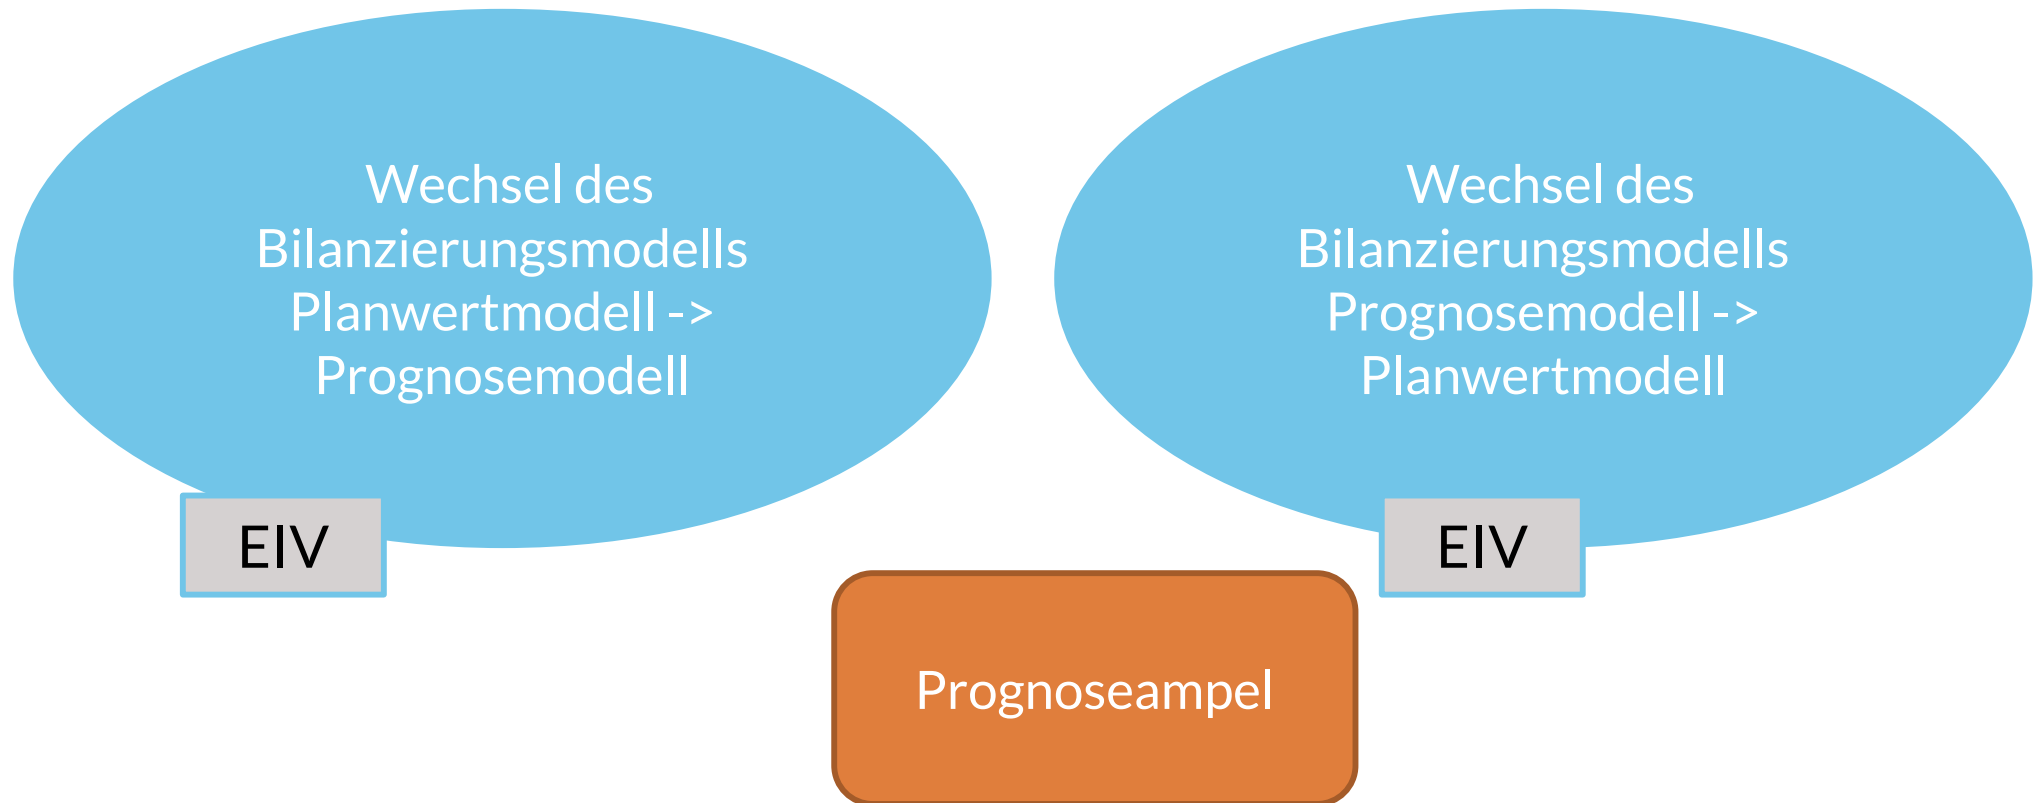 Wechsel des
Bilanzierungsmodells
Planwertmodell ->
Prognosemodell
EIV
Wechsel des
Bilanzierungsmodells
Prognosemodell ->
Planwertmodell
EIV
Prognoseampel